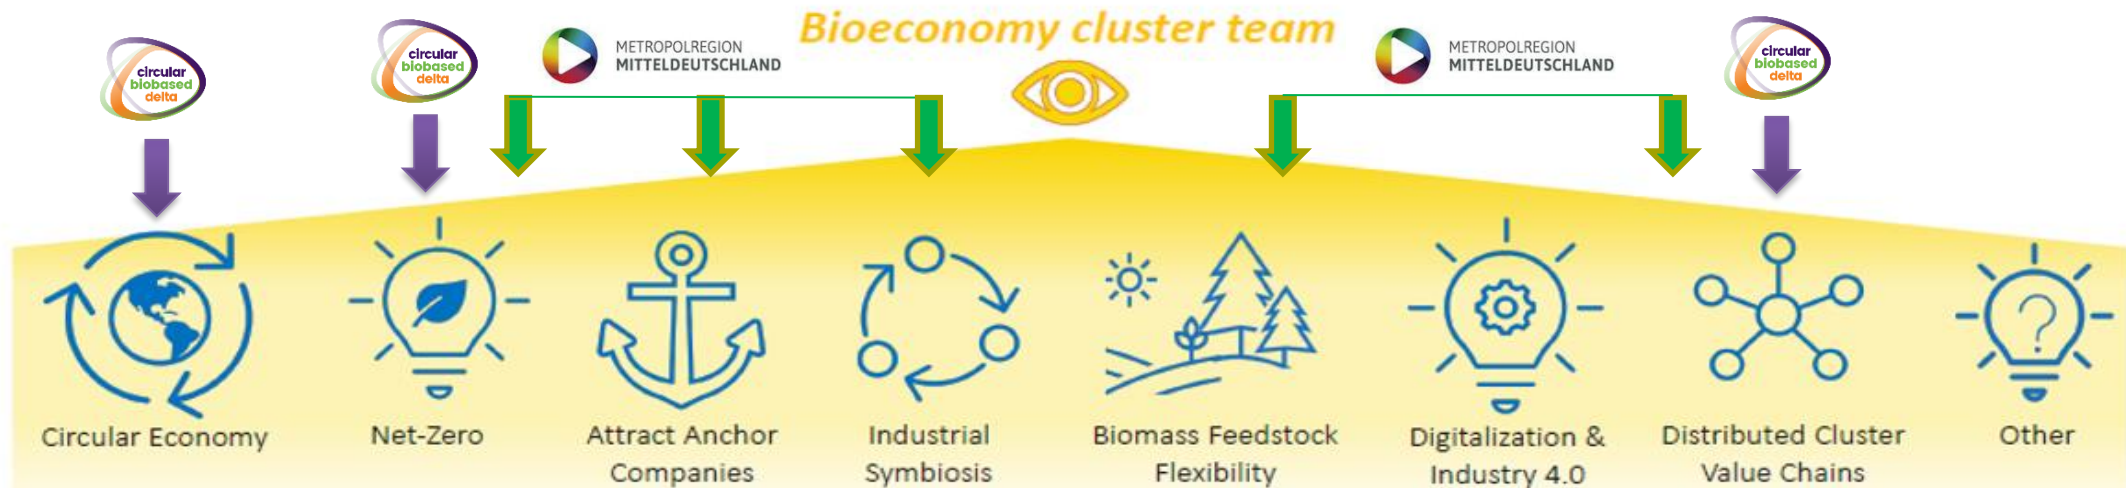 Bioeconomy cluster team
circular
biobased
delta
circular
biobased
delta
METROPOLREGION
MITTELDEUTSCHLAND
METROPOLREGION
MITTELDEUTSCHLAND
circular
biobased
delta
Circular Economy
Net-Zero
Attract Anchor
Companies
Industrial
Symbiosis
Biomass Feedstock
Flexibility
Digitalization &
Industry 4.0
Distributed Cluster
Value Chains
Other
?